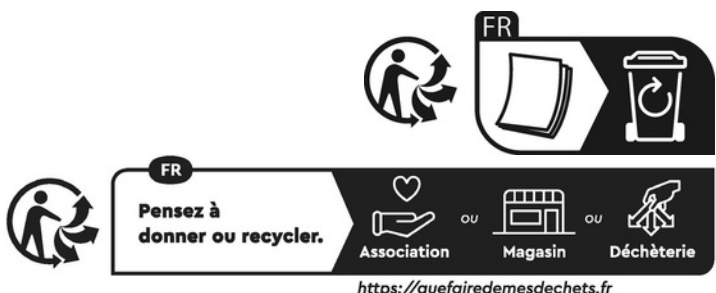 FR
FR
Pensez à
donner ou recycler.
Association
ou
Magasin
ou
Déchèterie
https://quefairedemesdechets.fr